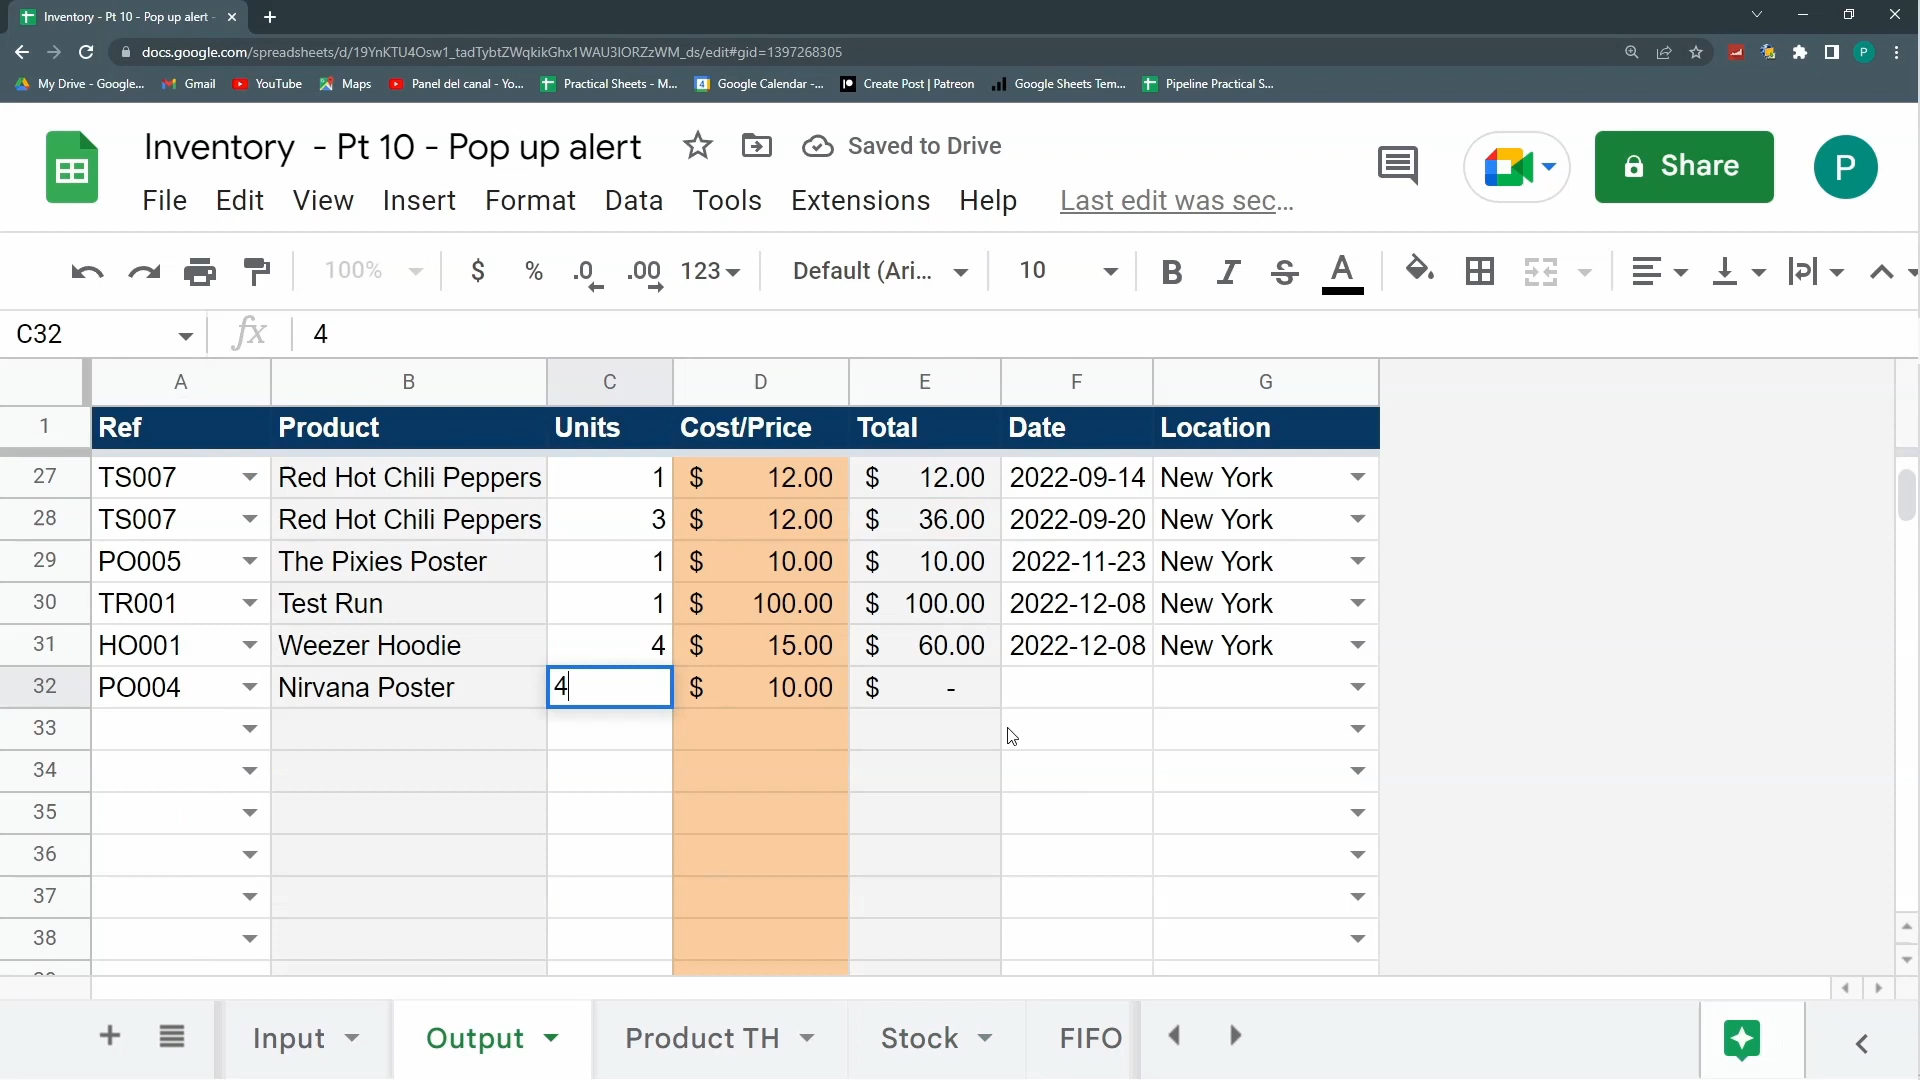 Inventory - Pt 10 - Pop up alert -
docs.google.com/spreadsheets/d/19YnKTU4Osw1_tadTybtZWqkikGhx1WAU3IORZzWM_ds/edit#gid=1397268305
P
My Drive - Google... Gmail YouTube Maps Panel del canal - Yo... Practical Sheets - M... Google Calendar -... Create Post | Patreon Google Sheets Tem... Pipeline Practical S...
Inventory - Pt 10 - Pop up alert Saved to Drive
Share P
File Edit View Insert Format Data Tools Extensions Help Last edit was sec...
100% $ % .0 .00 123 Default (Ari... 10 B I S A
C32 fx 4
A B C D E F G
1 Ref Product Units Cost/Price Total Date Location
27 TS007 Red Hot Chili Peppers 1 $ 12.00 $ 12.00 2022-09-14 New York
28 TS007 Red Hot Chili Peppers 3 $ 12.00 $ 36.00 2022-09-20 New York
29 PO005 The Pixies Poster 1 $ 10.00 $ 10.00 2022-11-23 New York
30 TR001 Test Run 1 $ 100.00 $ 100.00 2022-12-08 New York
31 HO001 Weezer Hoodie 4 $ 15.00 $ 60.00 2022-12-08 New York
32 PO004 Nirvana Poster 4 $ 10.00 $ -
33
34
35
36
37
38
Input Output Product TH Stock FIFO